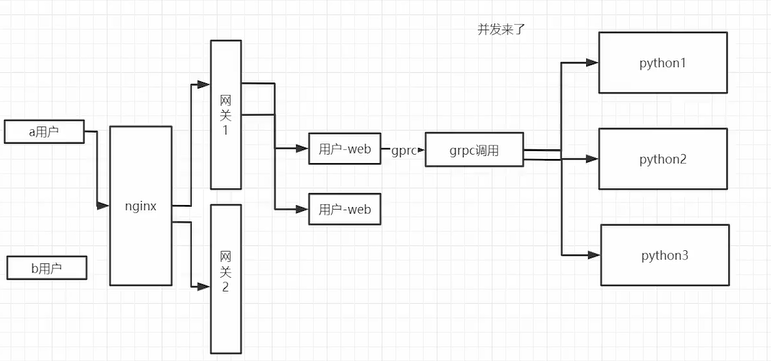 并发来了
python1
网关1
a用户
用户-web
gprc
grpc调用
python2
nginx
用户-web
python3
b用户
网关2